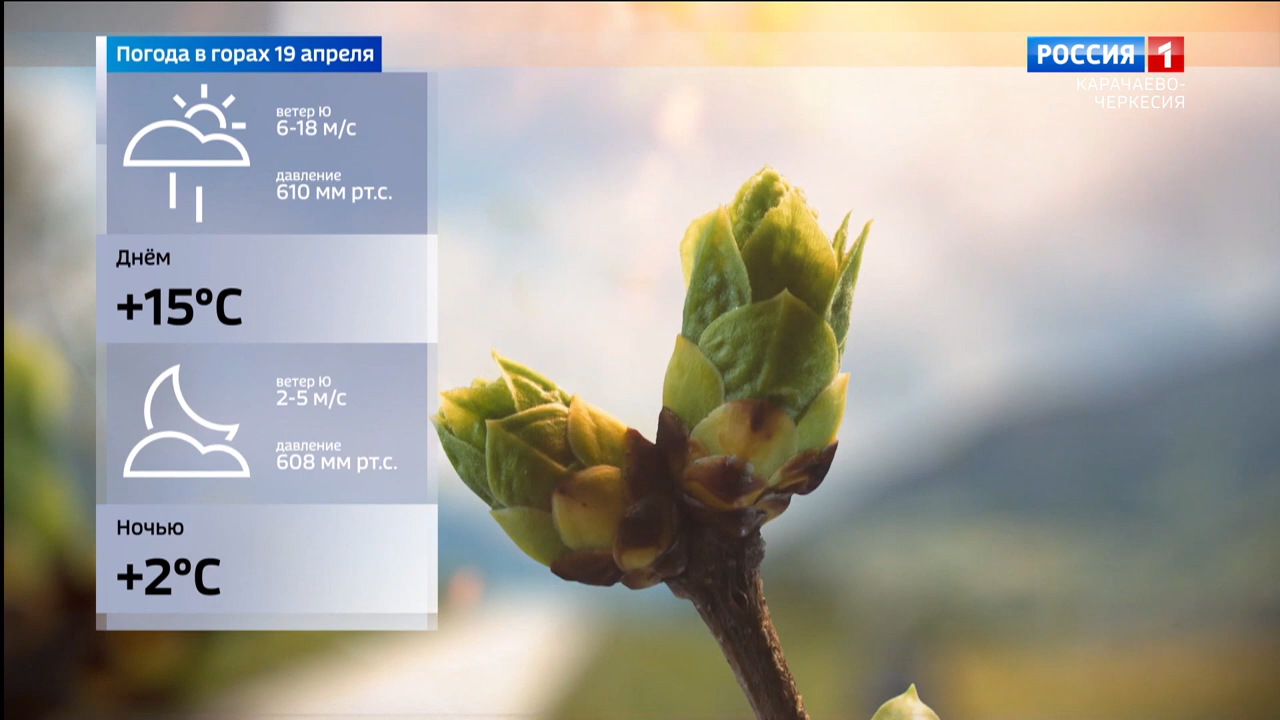 Погода в горах 19 апреля
ветер Ю
6-18 м/с
давление
610 мм рт.с.
Днём
+15°C
ветер Ю
2-5 м/с
давление
608 мм рт.с.
Ночью
+2°C
РОССИЯ 1
КАРАЧАЕВО-
ЧЕРКЕСИЯ